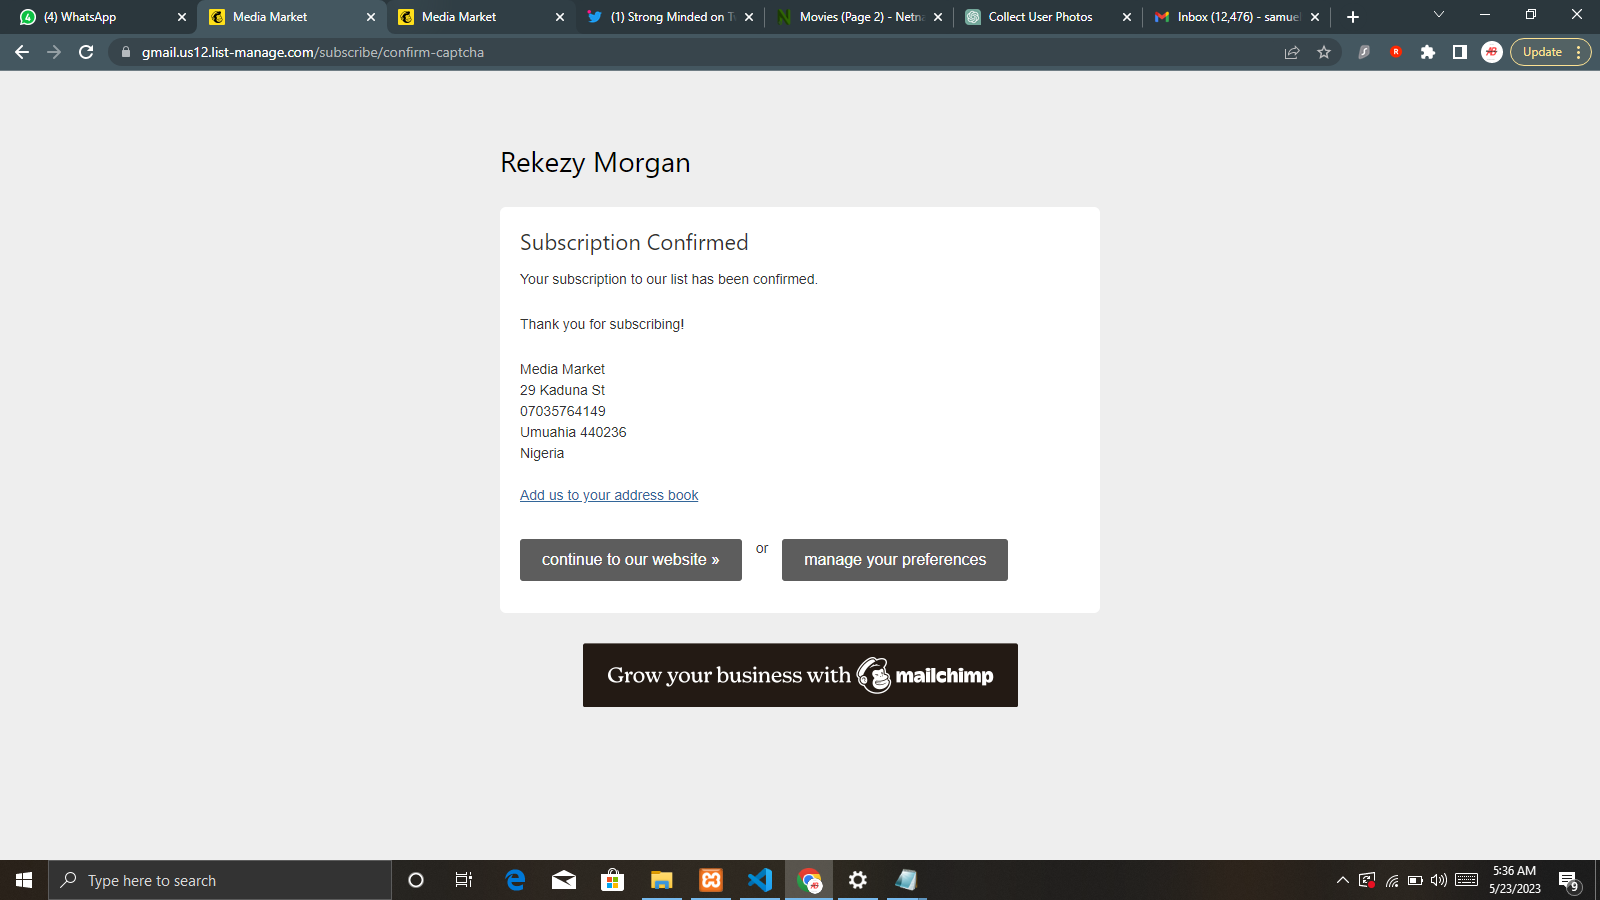 (4) WhatsApp
Media Market
Media Market
(1) Strong Minded on Tw
Movies (Page 2) - Netna
Collect User Photos
Inbox (12,476) - samuel
gmail.us12.list-manage.com/subscribe/confirm-captcha
Update
Rekezy Morgan
Subscription Confirmed
Your subscription to our list has been confirmed.
Thank you for subscribing!
Media Market
29 Kaduna St
07035764149
Umuahia 440236
Nigeria
Add us to your address book
continue to our website »
or
manage your preferences
Grow your business with mailchimp
Type here to search
5:36 AM
5/23/2023
9